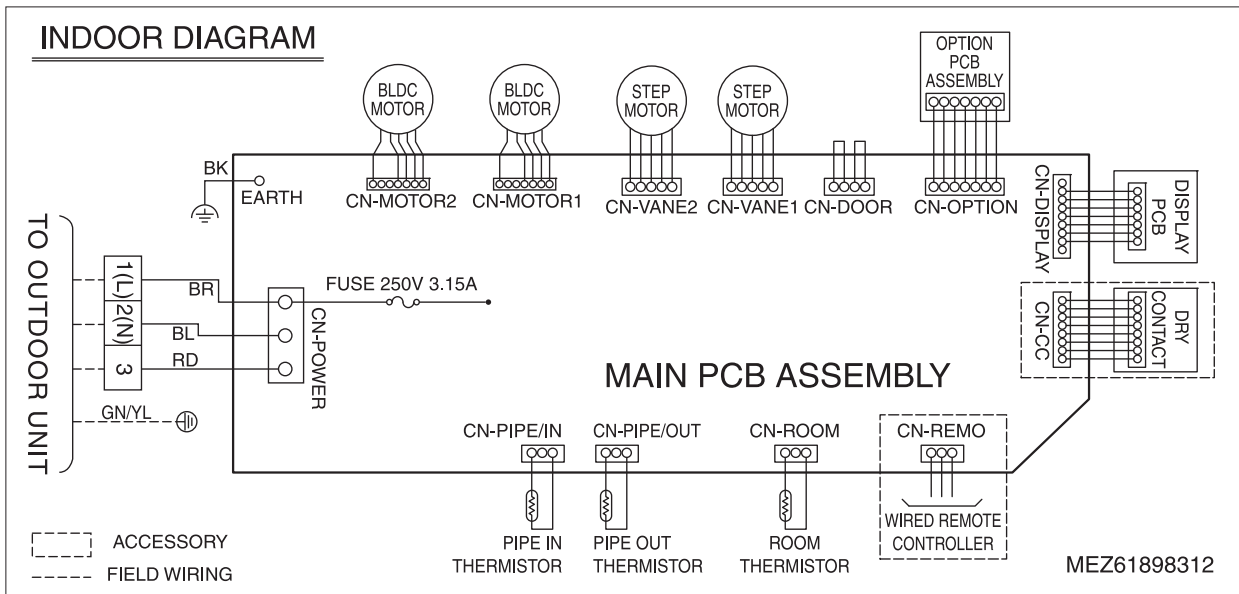 INDOOR DIAGRAM
BLDC
MOTOR
BLDC
MOTOR
STEP
MOTOR
STEP
MOTOR
OPTION
PCB
ASSEMBLY
BK
EARTH
CN-MOTOR2
CN-MOTOR1
CN-VANE2
CN-VANE1
CN-DOOR
CN-OPTION
CN-DISPLAY
DISPLAY
PCB
TO OUTDOOR UNIT
1(L)
2(N)
3
BR
BL
RD
GN/YL
CN-POWER
FUSE 250V 3.15A
CN-CC
DRY
CONTACT
MAIN PCB ASSEMBLY
CN-PIPE/IN
CN-PIPE/OUT
CN-ROOM
CN-REMO
PIPE IN
THERMISTOR
PIPE OUT
THERMISTOR
ROOM
THERMISTOR
WIRED REMOTE
CONTROLLER
ACCESSORY
FIELD WIRING
MEZ61898312